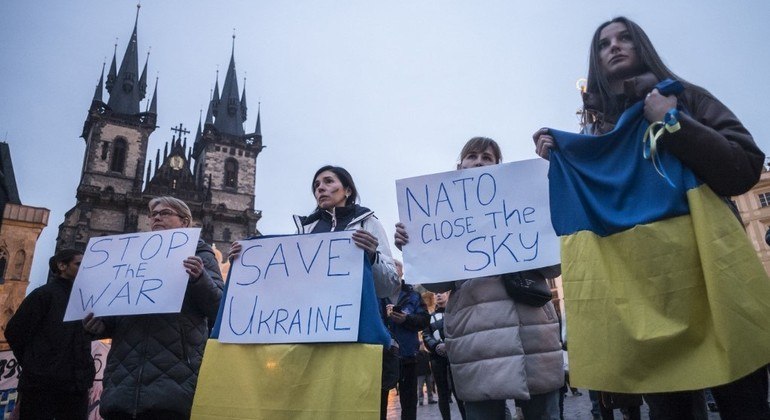 STOP
THE
WAR
SAVE
UKRAINE
NATO
CLOSE THE
SKY